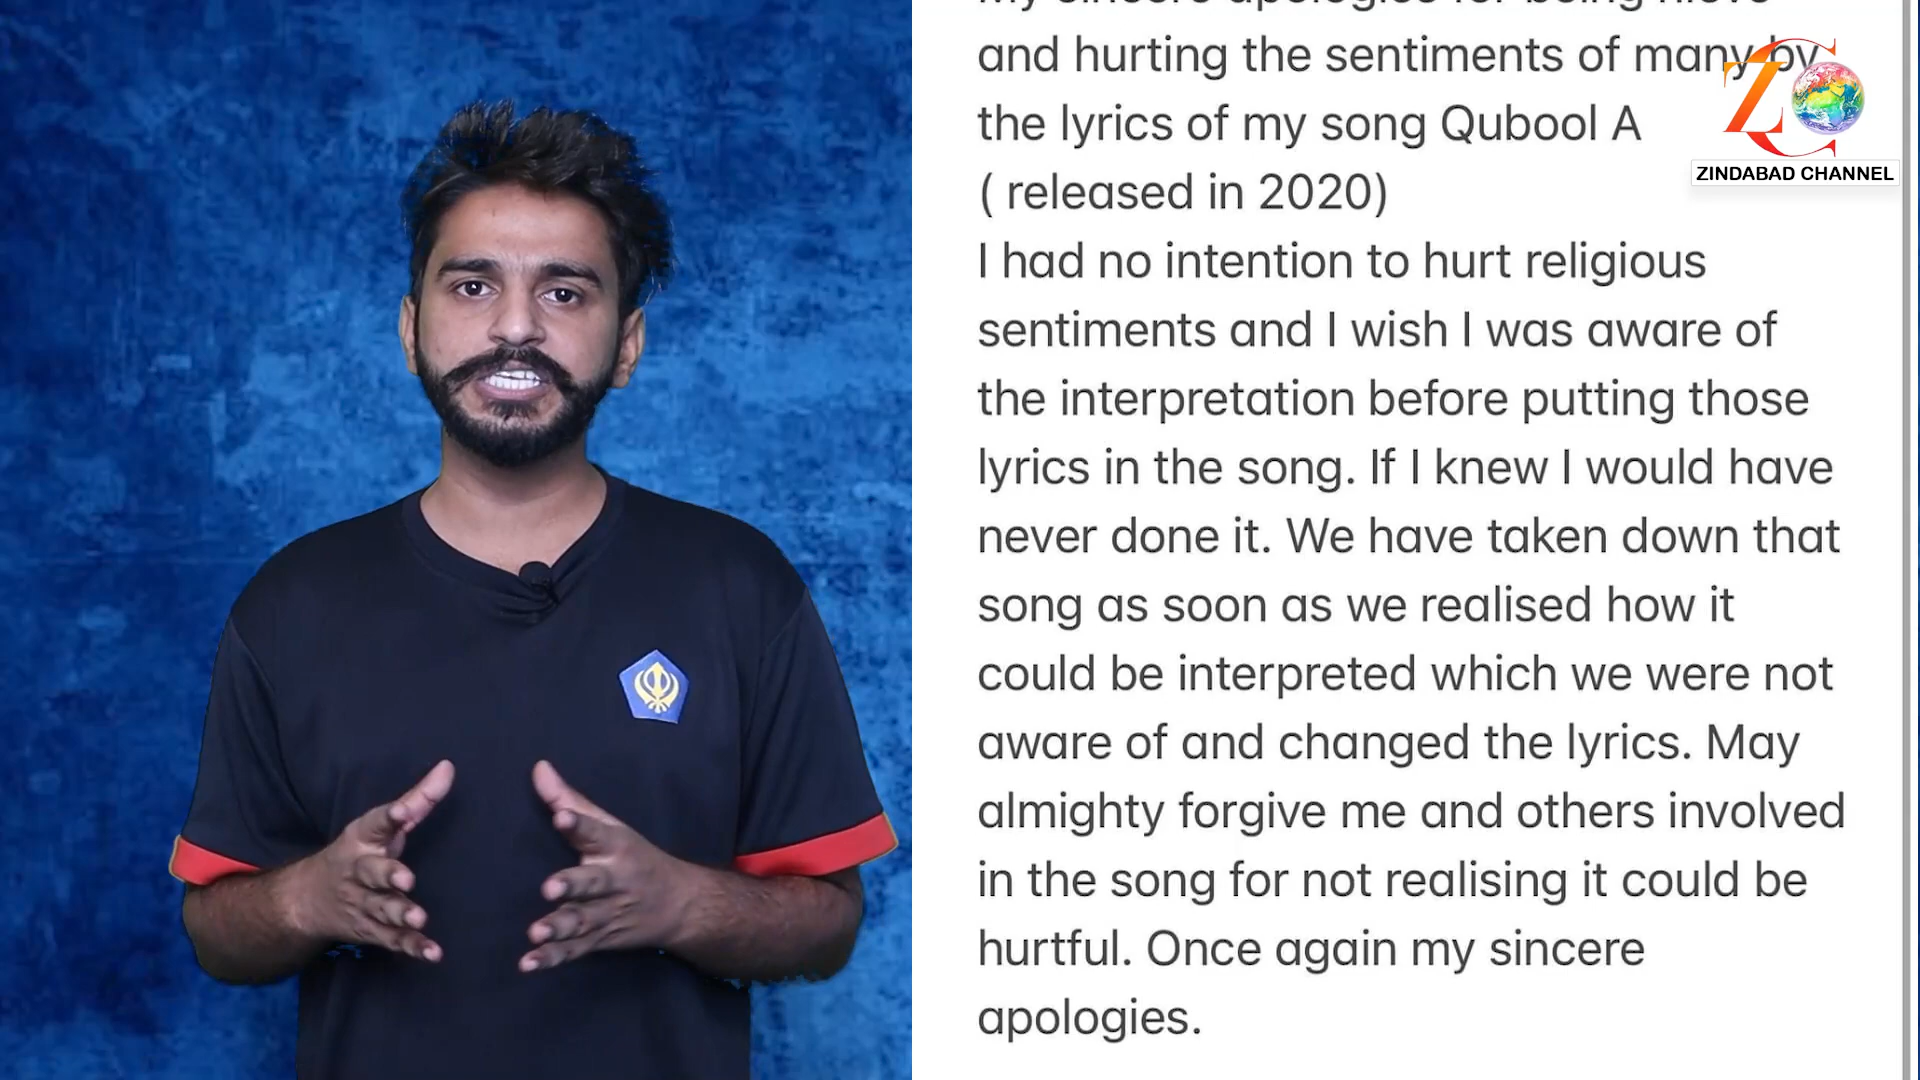 and hurting the sentiments of many by
the lyrics of my song Qubool A
( released in 2020)
I had no intention to hurt religious
sentiments and I wish I was aware of
the interpretation before putting those
lyrics in the song. If I knew I would have
never done it. We have taken down that
song as soon as we realised how it
could be interpreted which we were not
aware of and changed the lyrics. May
almighty forgive me and others involved
in the song for not realising it could be
hurtful. Once again my sincere
apologies.
ZC
ZINDABAD CHANNEL